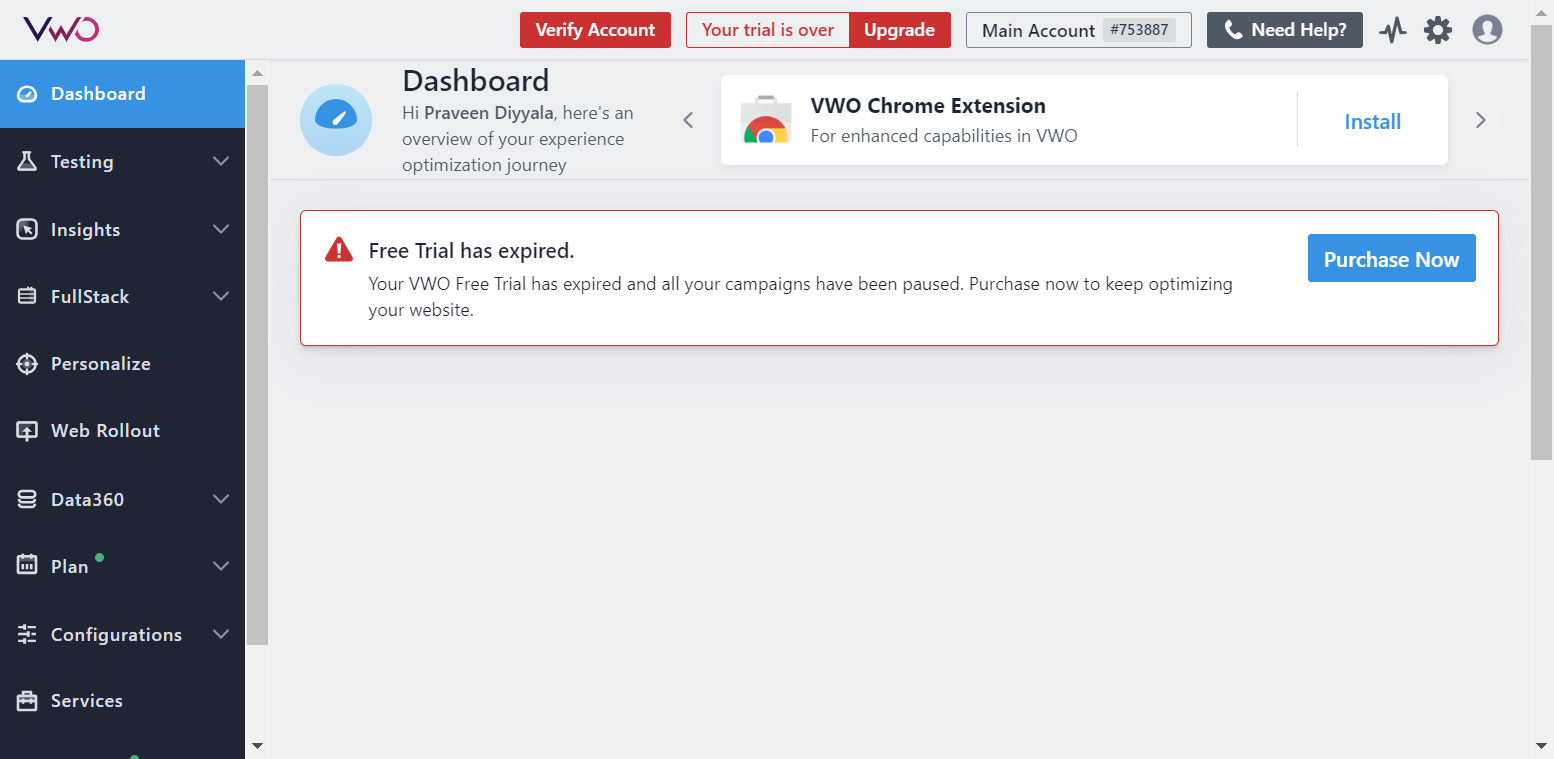 VWO
Verify Account
Your trial is over
Upgrade
Main Account #753887
Need Help?
Dashboard
Testing
Insights
FullStack
Personalize
Web Rollout
Data360
Plan
Configurations
Services
Dashboard
Hi Praveen Diyyala, here's an
overview of your experience
optimization journey
VWO Chrome Extension
For enhanced capabilities in VWO
Install
Free Trial has expired.
Your VWO Free Trial has expired and all your campaigns have been paused. Purchase now to keep optimizing
your website.
Purchase Now